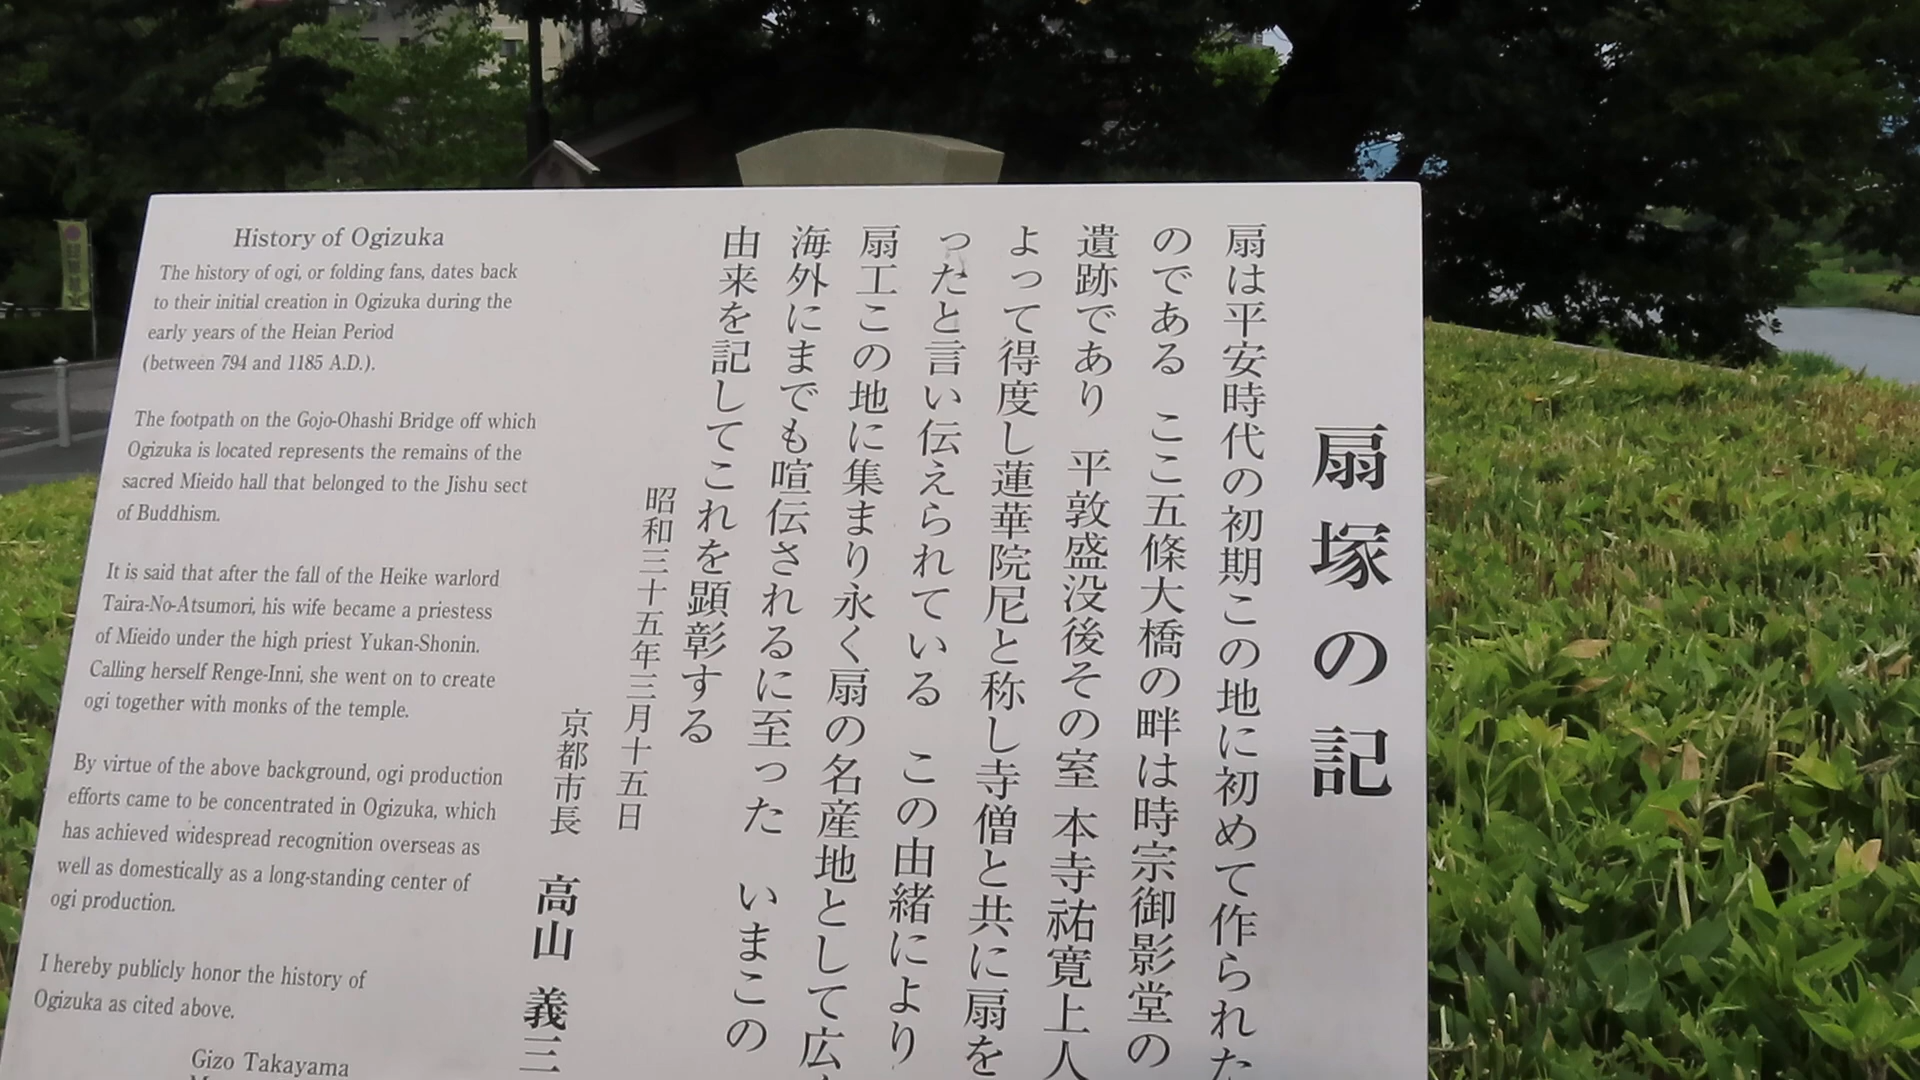 扇塚の記
扇は平安時代の初期この地に初めて作られた
のである ここ五條大橋の畔は時宗御影堂の
遺跡であり 平敦盛没後その室 本寺祐寛上人
よって得度し蓮華院尼と称し寺僧と共に扇を
ったと言い伝えられている この由緒により
扇工この地に集まり永く扇の名産地として広
海外にまでも喧伝されるに至った いまこの
由来を記してこれを顕彰する
昭和三十五年三月十五日
京都市長 高山 義三
History of Ogizuka
The history of ogi, or folding fans, dates back
to their initial creation in Ogizuka during the
early years of the Heian Period
(between 794 and 1185 A.D.).
The footpath on the Gojo-Ohashi Bridge off which
Ogizuka is located represents the remains of the
sacred Mieido hall that belonged to the Jishu sect
of Buddhism.
It is said that after the fall of the Heike warlord
Taira-No-Atsumori, his wife became a priestess
of Mieido under the high priest Yukan-Shonin.
Calling herself Renge-Inni, she went on to create
ogi together with monks of the temple.
By virtue of the above background, ogi production
efforts came to be concentrated in Ogizuka, which
has achieved widespread recognition overseas as
well as domestically as a long-standing center of
ogi production.
I hereby publicly honor the history of
Ogizuka as cited above.
Gizo Takayama